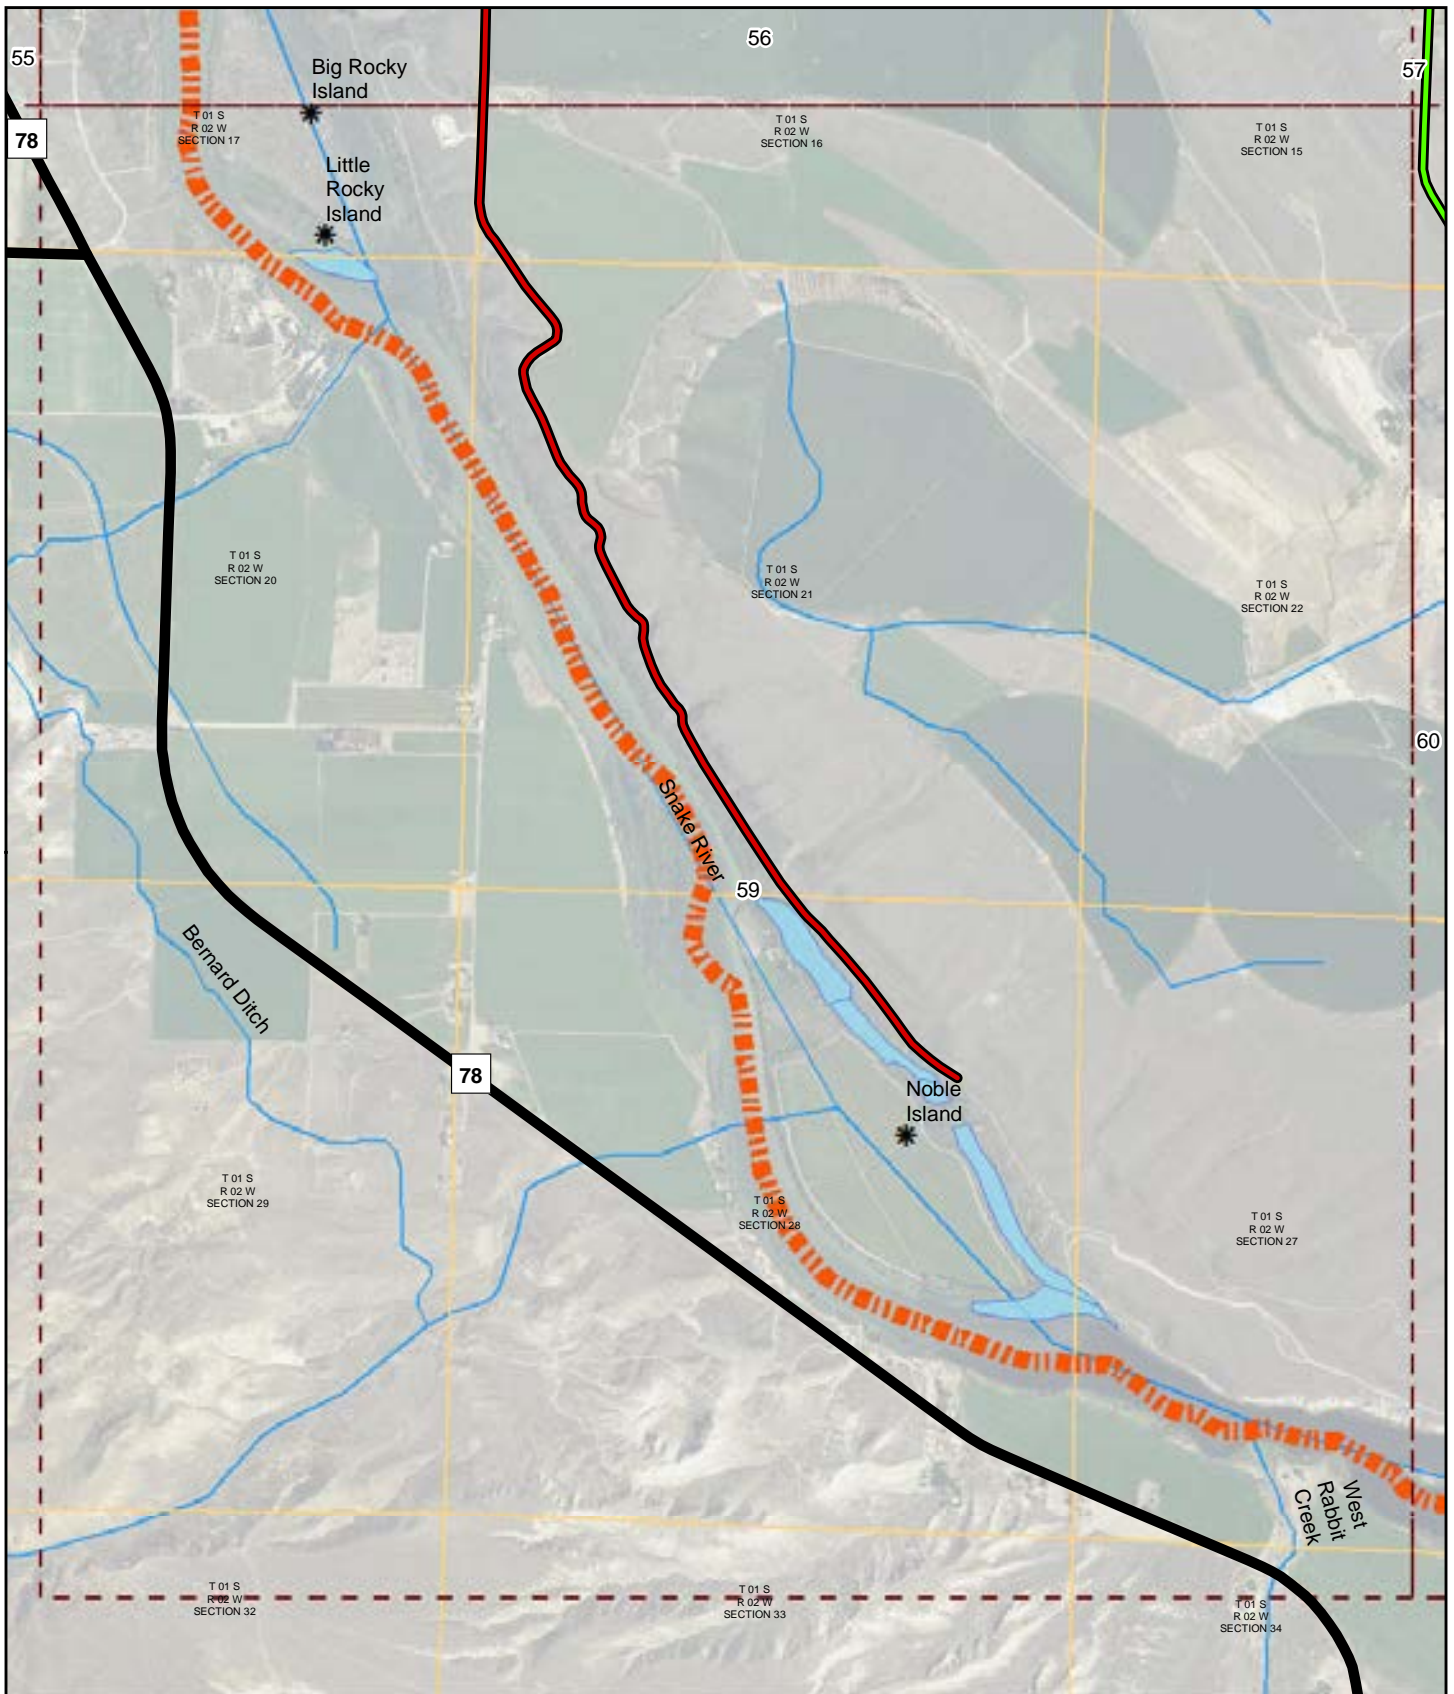 55
56
57
Big Rocky
Island
78
T 01 S
R 02 W
SECTION 17
T 01 S
R 02 W
SECTION 16
T 01 S
R 02 W
SECTION 15
Little
Rocky
Island
T 01 S
R 02 W
SECTION 20
T 01 S
R 02 W
SECTION 21
T 01 S
R 02 W
SECTION 22
60
Snake River
59
Bernard Ditch
78
Noble
Island
T 01 S
R 02 W
SECTION 29
T 01 S
R 02 W
SECTION 28
T 01 S
R 02 W
SECTION 27
West
Rabbit
Creek
T 01 S
R 02 W
SECTION 32
T 01 S
R 02 W
SECTION 33
T 01 S
R 02 W
SECTION 34